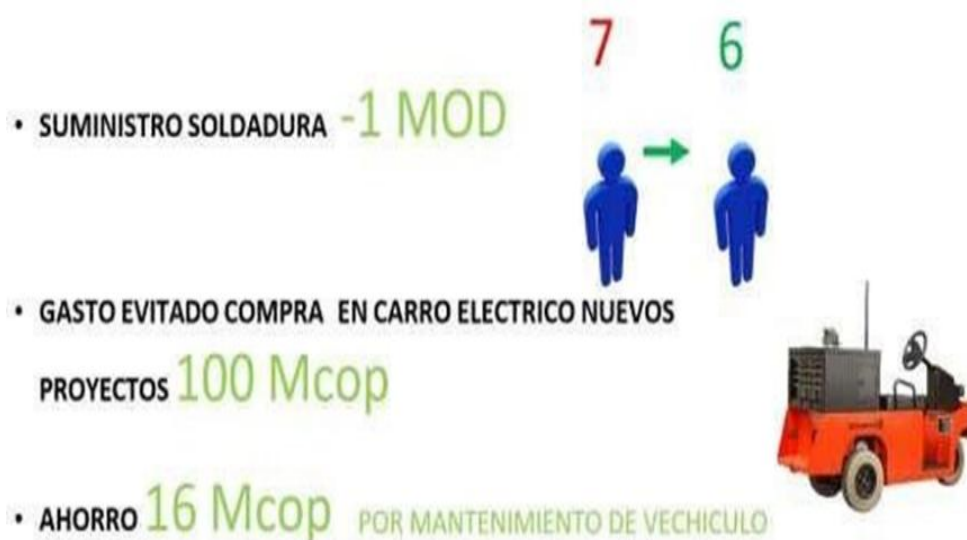 7 6
• SUMINISTRO SOLDADURA -1 MOD
• GASTO EVITADO COMPRA EN CARRO ELECTRICO NUEVOS
PROYECTOS 100 Mcop
• AHORRO 16 Mcop POR MANTENIMIENTO DE VECHICULO